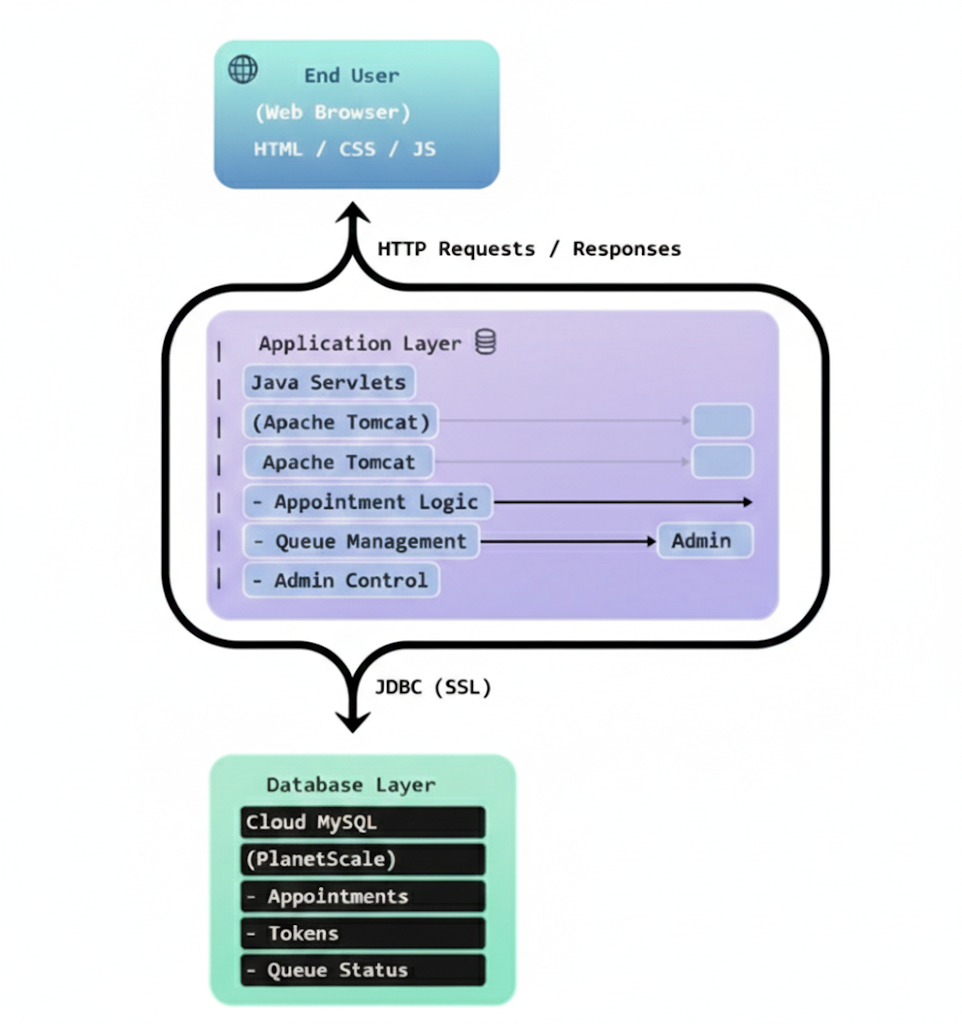 End User
(Web Browser)
HTML / CSS / JS
HTTP Requests / Responses
Application Layer
Java Servlets
(Apache Tomcat)
Apache Tomcat
- Appointment Logic
- Queue Management
Admin
- Admin Control
JDBC (SSL)
Database Layer
Cloud MySQL
(PlanetScale)
- Appointments
- Tokens
- Queue Status